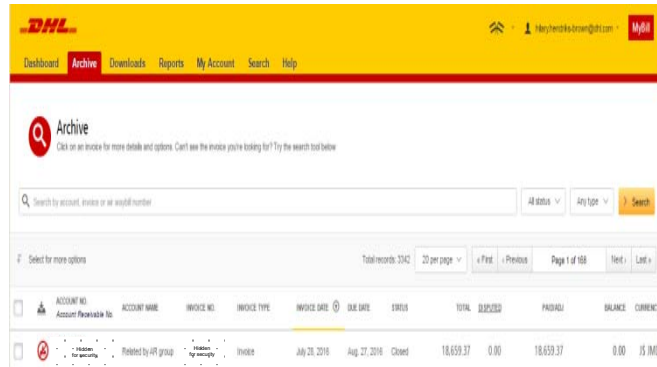 DHL
hilary.hendriks-brown@dhl.com
MyBill
Dashboard Archive Downloads Reports My Account Search Help
Archive
Click on an invoice for more details and options. Can't see the invoice you're looking for? Try the search tool below
Search by account, invoice or air waybill number
All status
Any type
Search
Select for more options
Total records: 3342
20 per page
« First ‹ Previous Page 1 of 168 Next › Last »
ACCOUNT NO. ACCOUNT NAME INVOICE NO. INVOICE TYPE INVOICE DATE DUE DATE STATUS TOTAL DISPUTED PAID/ADJ BALANCE CURRENC
Account Receivable No.
Hidden for security Related by AR group Hidden for security Invoice July 28, 2016 Aug. 27, 2016 Closed 18,659.37 0.00 18,659.37 0.00 J$ JM